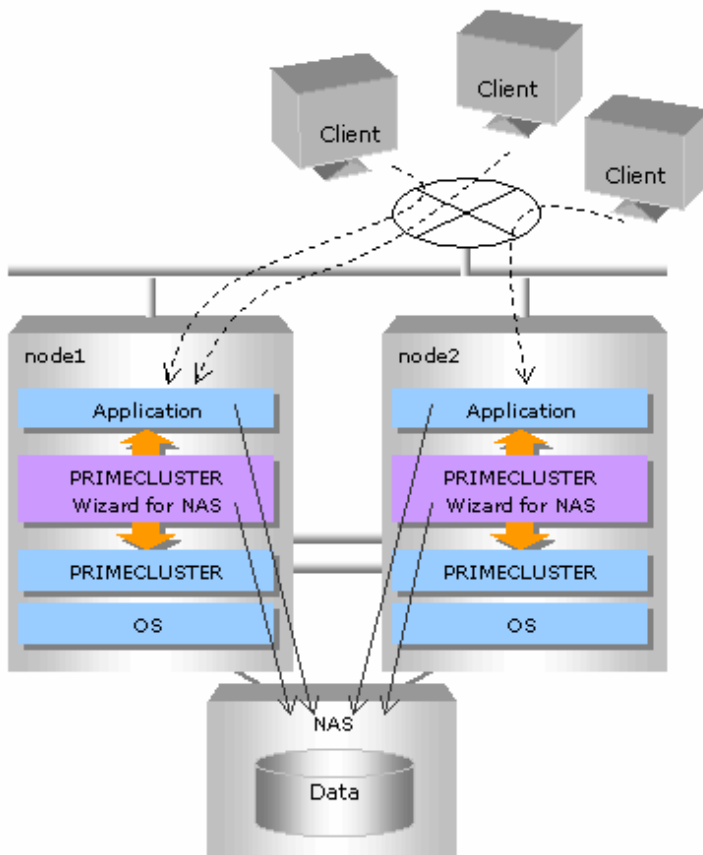 Client
Client
Client
node1
Application
PRIMECLUSTER
Wizard for NAS
PRIMECLUSTER
OS
node2
Application
PRIMECLUSTER
Wizard for NAS
PRIMECLUSTER
OS
NAS
Data